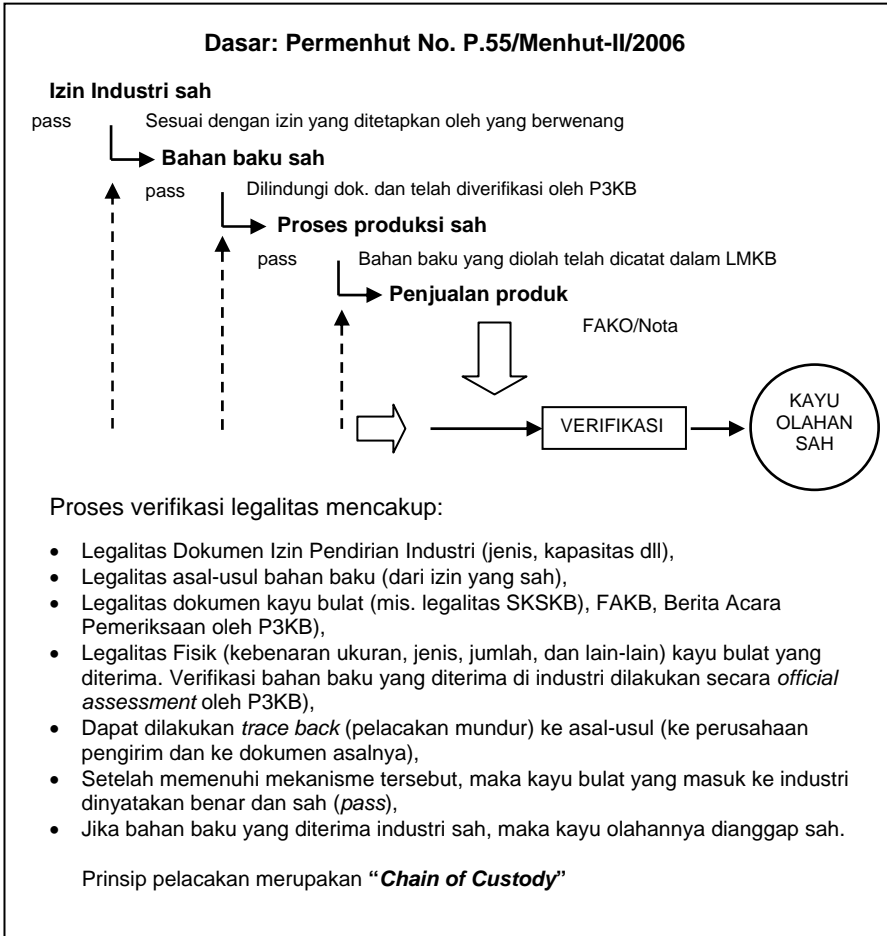 Dasar: Permenhut No. P.55/Menhut-II/2006
Izin Industri sah
pass Sesuai dengan izin yang ditetapkan oleh yang berwenang
Bahan baku sah
pass Dilindungi dok. dan telah diverifikasi oleh P3KB
Proses produksi sah
pass Bahan baku yang diolah telah dicatat dalam LMKB
Penjualan produk
FAKO/Nota
VERIFIKASI
KAYU
OLAHAN
SAH
Proses verifikasi legalitas mencakup:
• Legalitas Dokumen Izin Pendirian Industri (jenis, kapasitas dll),
• Legalitas asal-usul bahan baku (dari izin yang sah),
• Legalitas dokumen kayu bulat (mis. legalitas SKSKB), FAKB, Berita Acara
Pemeriksaan oleh P3KB),
• Legalitas Fisik (kebenaran ukuran, jenis, jumlah, dan lain-lain) kayu bulat yang
diterima. Verifikasi bahan baku yang diterima di industri dilakukan secara official
assessment oleh P3KB),
• Dapat dilakukan trace back (pelacakan mundur) ke asal-usul (ke perusahaan
pengirim dan ke dokumen asalnya),
• Setelah memenuhi mekanisme tersebut, maka kayu bulat yang masuk ke industri
dinyatakan benar dan sah (pass),
• Jika bahan baku yang diterima industri sah, maka kayu olahannya dianggap sah.
Prinsip pelacakan merupakan “Chain of Custody”